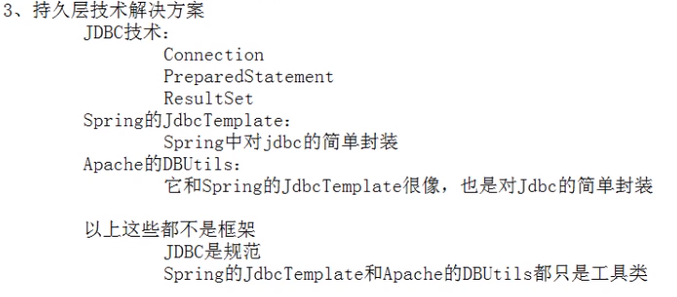 3、持久层技术解决方案
JDBC技术：
Connection
PreparedStatement
ResultSet
Spring的JdbcTemplate：
Spring中对jdbc的简单封装
Apache的DBUtils：
它和Spring的JdbcTemplate很像，也是对Jdbc的简单封装
以上这些都不是框架
JDBC是规范
Spring的JdbcTemplate和Apache的DBUtils都只是工具类